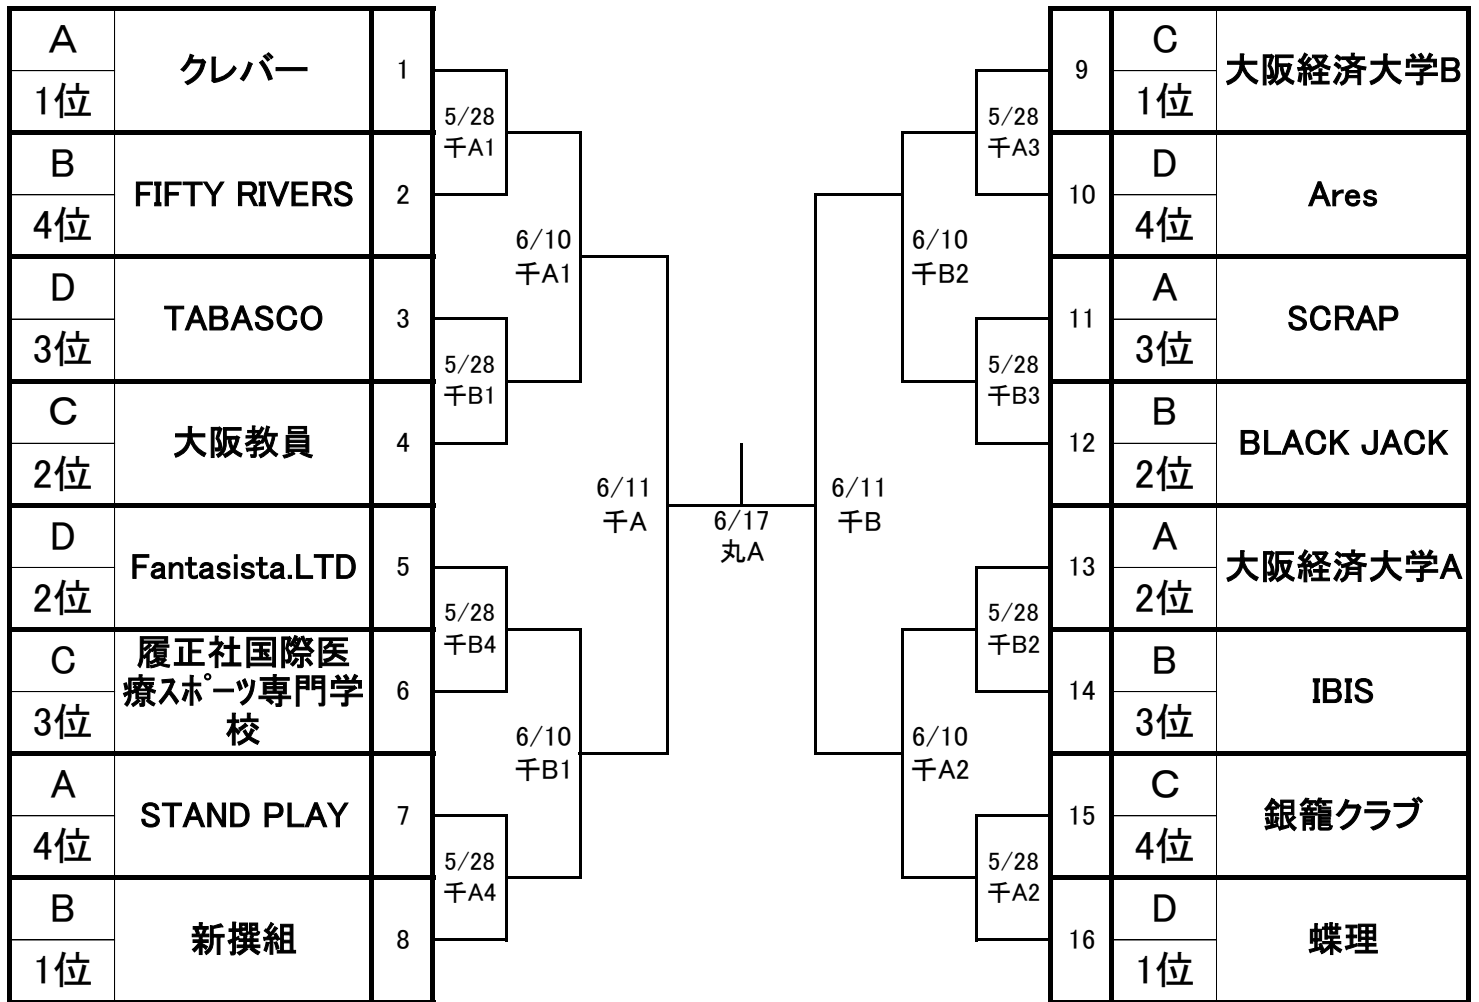 A
1位
クレバー
1
B
4位
FIFTY RIVERS
2
D
3位
TABASCO
3
C
2位
大阪教員
4
D
2位
Fantasista.LTD
5
C
3位
履正社国際医
療スポーツ専門学
校
6
A
4位
STAND PLAY
7
B
1位
新撰組
8
5/28
千A1
5/28
千B1
5/28
千B4
5/28
千A4
6/10
千A1
6/10
千B1
6/11
千A
6/17
丸A
6/11
千B
6/10
千B2
6/10
千A2
5/28
千A3
5/28
千B3
5/28
千B2
5/28
千A2
9
C
1位
大阪経済大学B
10
D
4位
Ares
11
A
3位
SCRAP
12
B
2位
BLACK JACK
13
A
2位
大阪経済大学A
14
B
3位
IBIS
15
C
4位
銀籠クラブ
16
D
1位
蝶理